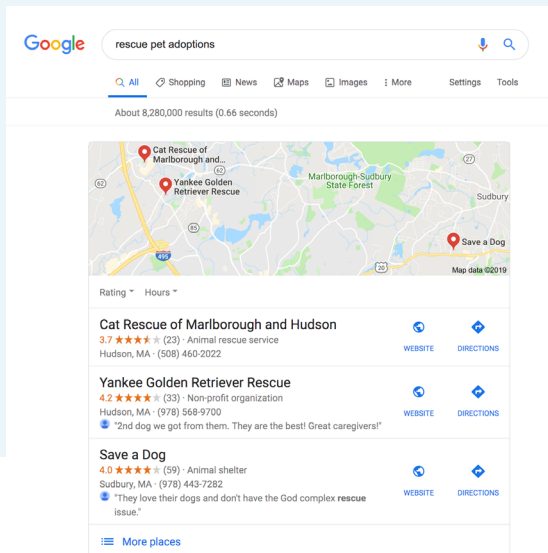 Google
rescue pet adoptions
All Shopping News Maps Images More Settings Tools
About 8,280,000 results (0.66 seconds)
Cat Rescue of
Marlborough and...
Yankee Golden
Retriever Rescue
Marlborough-Sudbury
State Forest
Sudbury
Save a Dog
62
62
27
85
495
20
Map data ©2019
Rating Hours
Cat Rescue of Marlborough and Hudson
3.7 (23) · Animal rescue service
Hudson, MA · (508) 460-2022
WEBSITE DIRECTIONS
Yankee Golden Retriever Rescue
4.2 (33) · Non-profit organization
Hudson, MA · (978) 568-9700
"2nd dog we got from them. They are the best! Great caregivers!"
WEBSITE DIRECTIONS
Save a Dog
4.0 (59) · Animal shelter
Sudbury, MA · (978) 443-7282
"They love their dogs and don't have the God complex rescue
issue."
WEBSITE DIRECTIONS
More places